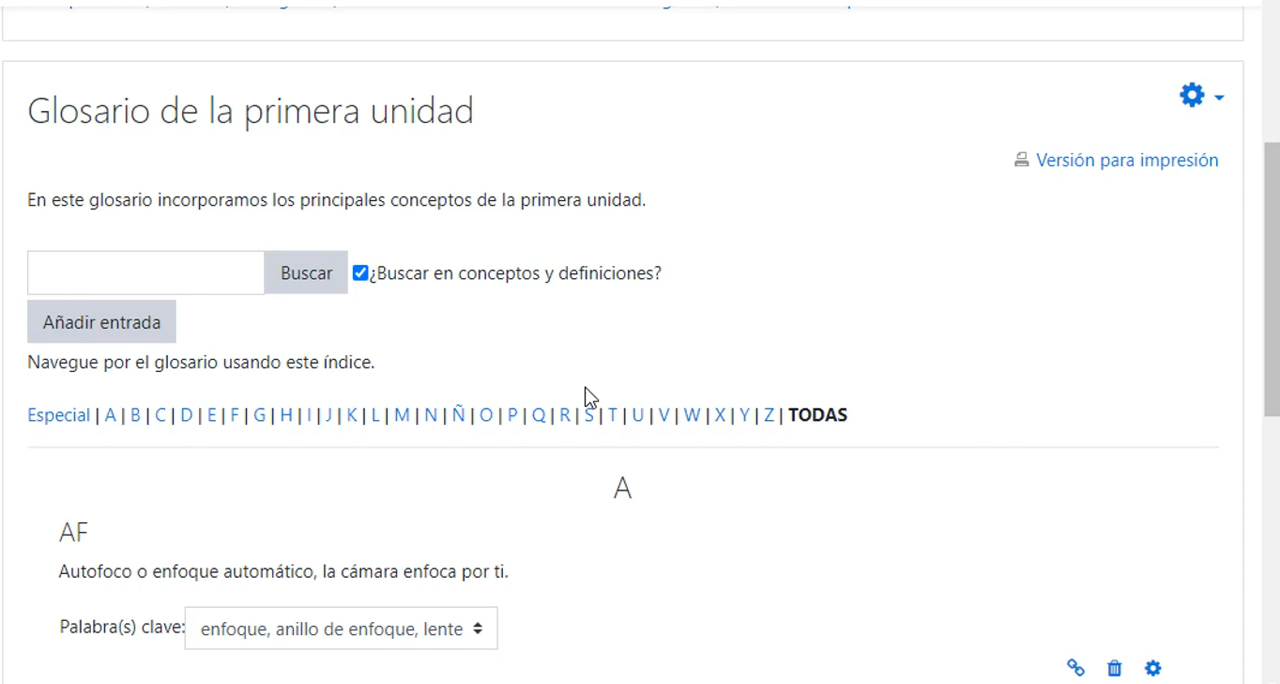 Glosario de la primera unidad
Versión para impresión
En este glosario incorporamos los principales conceptos de la primera unidad.
Buscar ¿Buscar en conceptos y definiciones?
Añadir entrada
Navegue por el glosario usando este índice.
Especial | A | B | C | D | E | F | G | H | I | J | K | L | M | N | Ñ | O | P | Q | R | S | T | U | V | W | X | Y | Z | TODAS
A
AF
Autofoco o enfoque automático, la cámara enfoca por ti.
Palabra(s) clave: enfoque, anillo de enfoque, lente